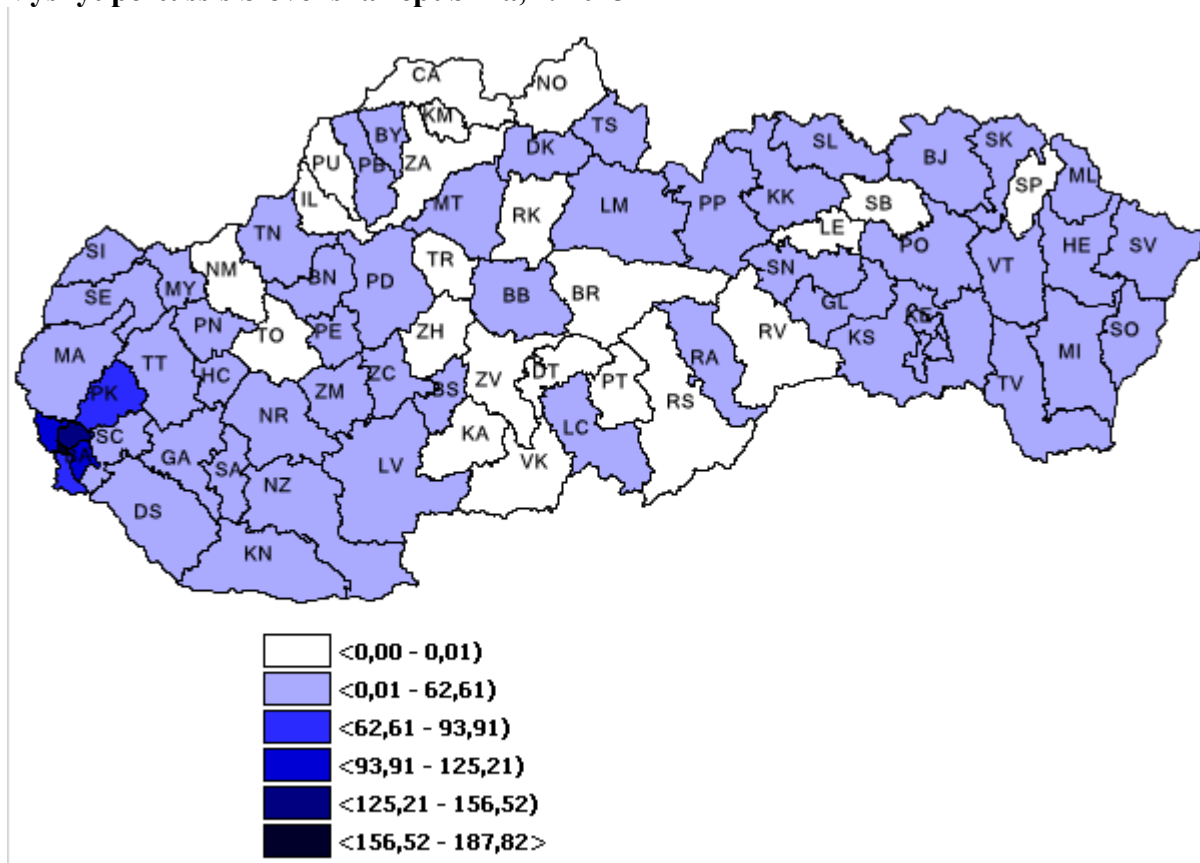 CA
NO
KM
TS
BY
PB
PU
ZA
DK
IL
MT
RK
LM
PP
SL
KK
BJ
SK
SP
ML
SB
LE
PO
HE
SV
VT
SI
TN
NM
TR
BN
PD
SE
MY
BB
BR
SN
GL
PN
TO
PE
ZH
RV
KS
KE
SO
MA
TT
HC
ZM
ZC
BS
ZV
DT
PT
RA
MI
TV
PK
NR
RS
SC
GA
SA
NZ
LV
KA
VK
LC
DS
KN
<0,00 - 0,01)
<0,01 - 62,61)
<62,61 - 93,91)
<93,91 - 125,21)
<125,21 - 156,52)
<156,52 - 187,82>